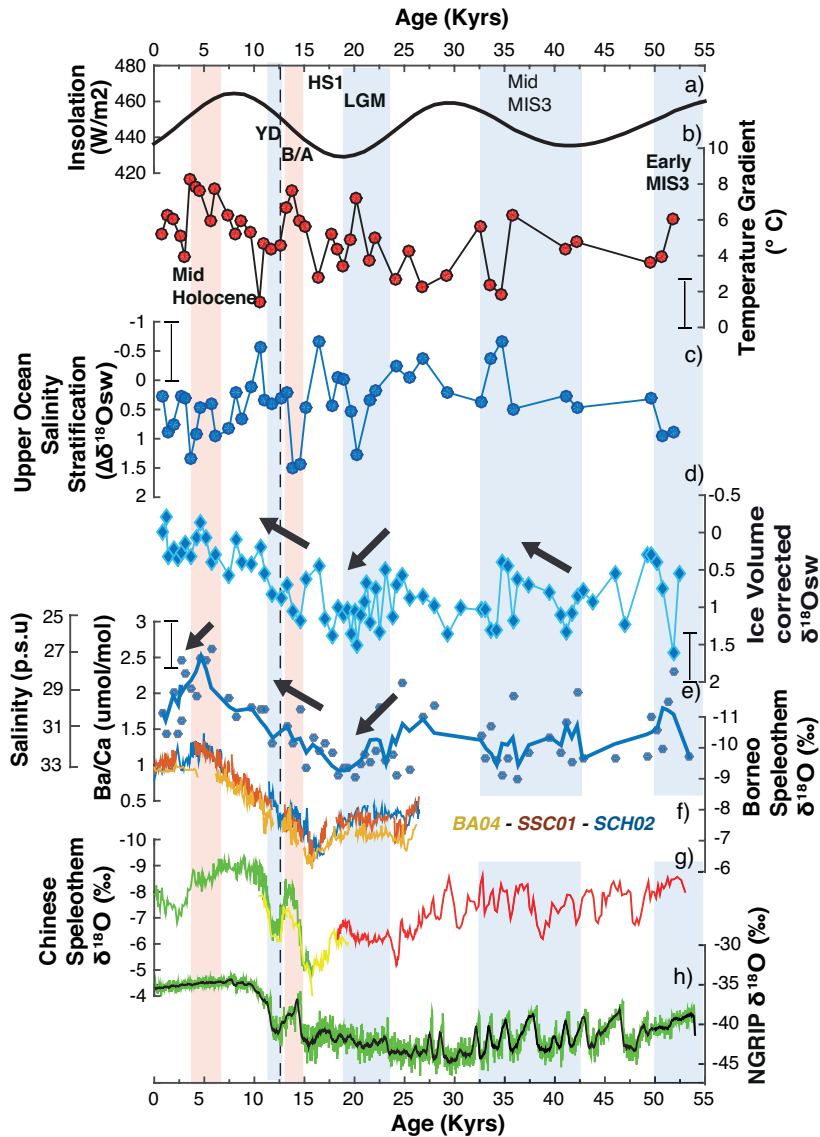 Age (Kyrs)
0 5 10 15 20 25 30 35 40 45 50 55
480
460
440
420
Insolation
(W/m2)
HS1
LGM
Mid
MIS3
a)
YD
B/A
b)
Early
MIS3
10
8
6
4
2
0
Temperature Gradient
(° C)
Mid
Holocene
-1
-0.5
0
0.5
1
1.5
2
Upper Ocean
Salinity
Stratification
(Δδ¹⁸Osw)
c)
d)
-0.5
0
0.5
1
1.5
2
Ice Volume
corrected
δ¹⁸Osw
25
27
29
31
33
Salinity (p.s.u)
3
2.5
2
1.5
1
0.5
Ba/Ca (umol/mol)
e)
-11
-10
-9
-8
-7
-6
Borneo
Speleothem
δ¹⁸O (‰)
f)
BA04 - SSC01 - SCH02
-10
-9
-8
-7
-6
-5
-4
Chinese
Speleothem
δ¹⁸O (‰)
g)
h)
-30
-35
-40
-45
NGRIP δ¹⁸O (‰)
0 5 10 15 20 25 30 35 40 45 50 55
Age (Kyrs)